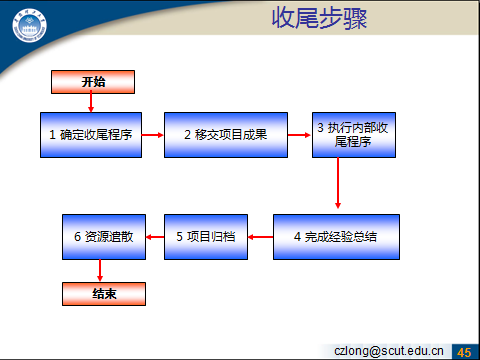 收尾步骤
开始
1 确定收尾程序
2 移交项目成果
3 执行内部收
尾程序
6 资源遣散
5 项目归档
4 完成经验总结
结束
czlong@scut.edu.cn
45